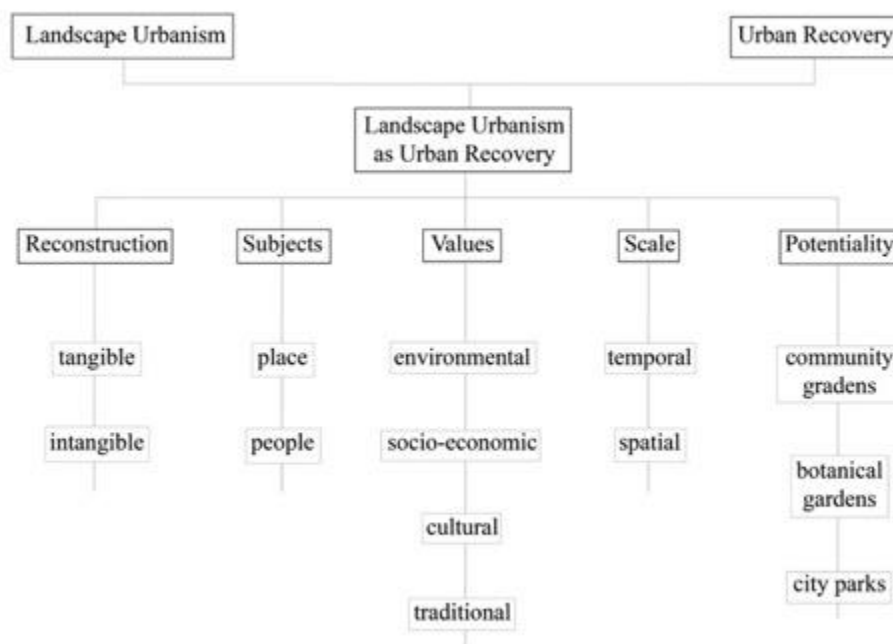 Landscape Urbanism
Urban Recovery
Landscape Urbanism
as Urban Recovery
Reconstruction
Subjects
Values
Scale
Potentiality
tangible
place
environmental
temporal
community
gradens
intangible
people
socio-economic
spatial
botanical
gardens
cultural
city parks
traditional